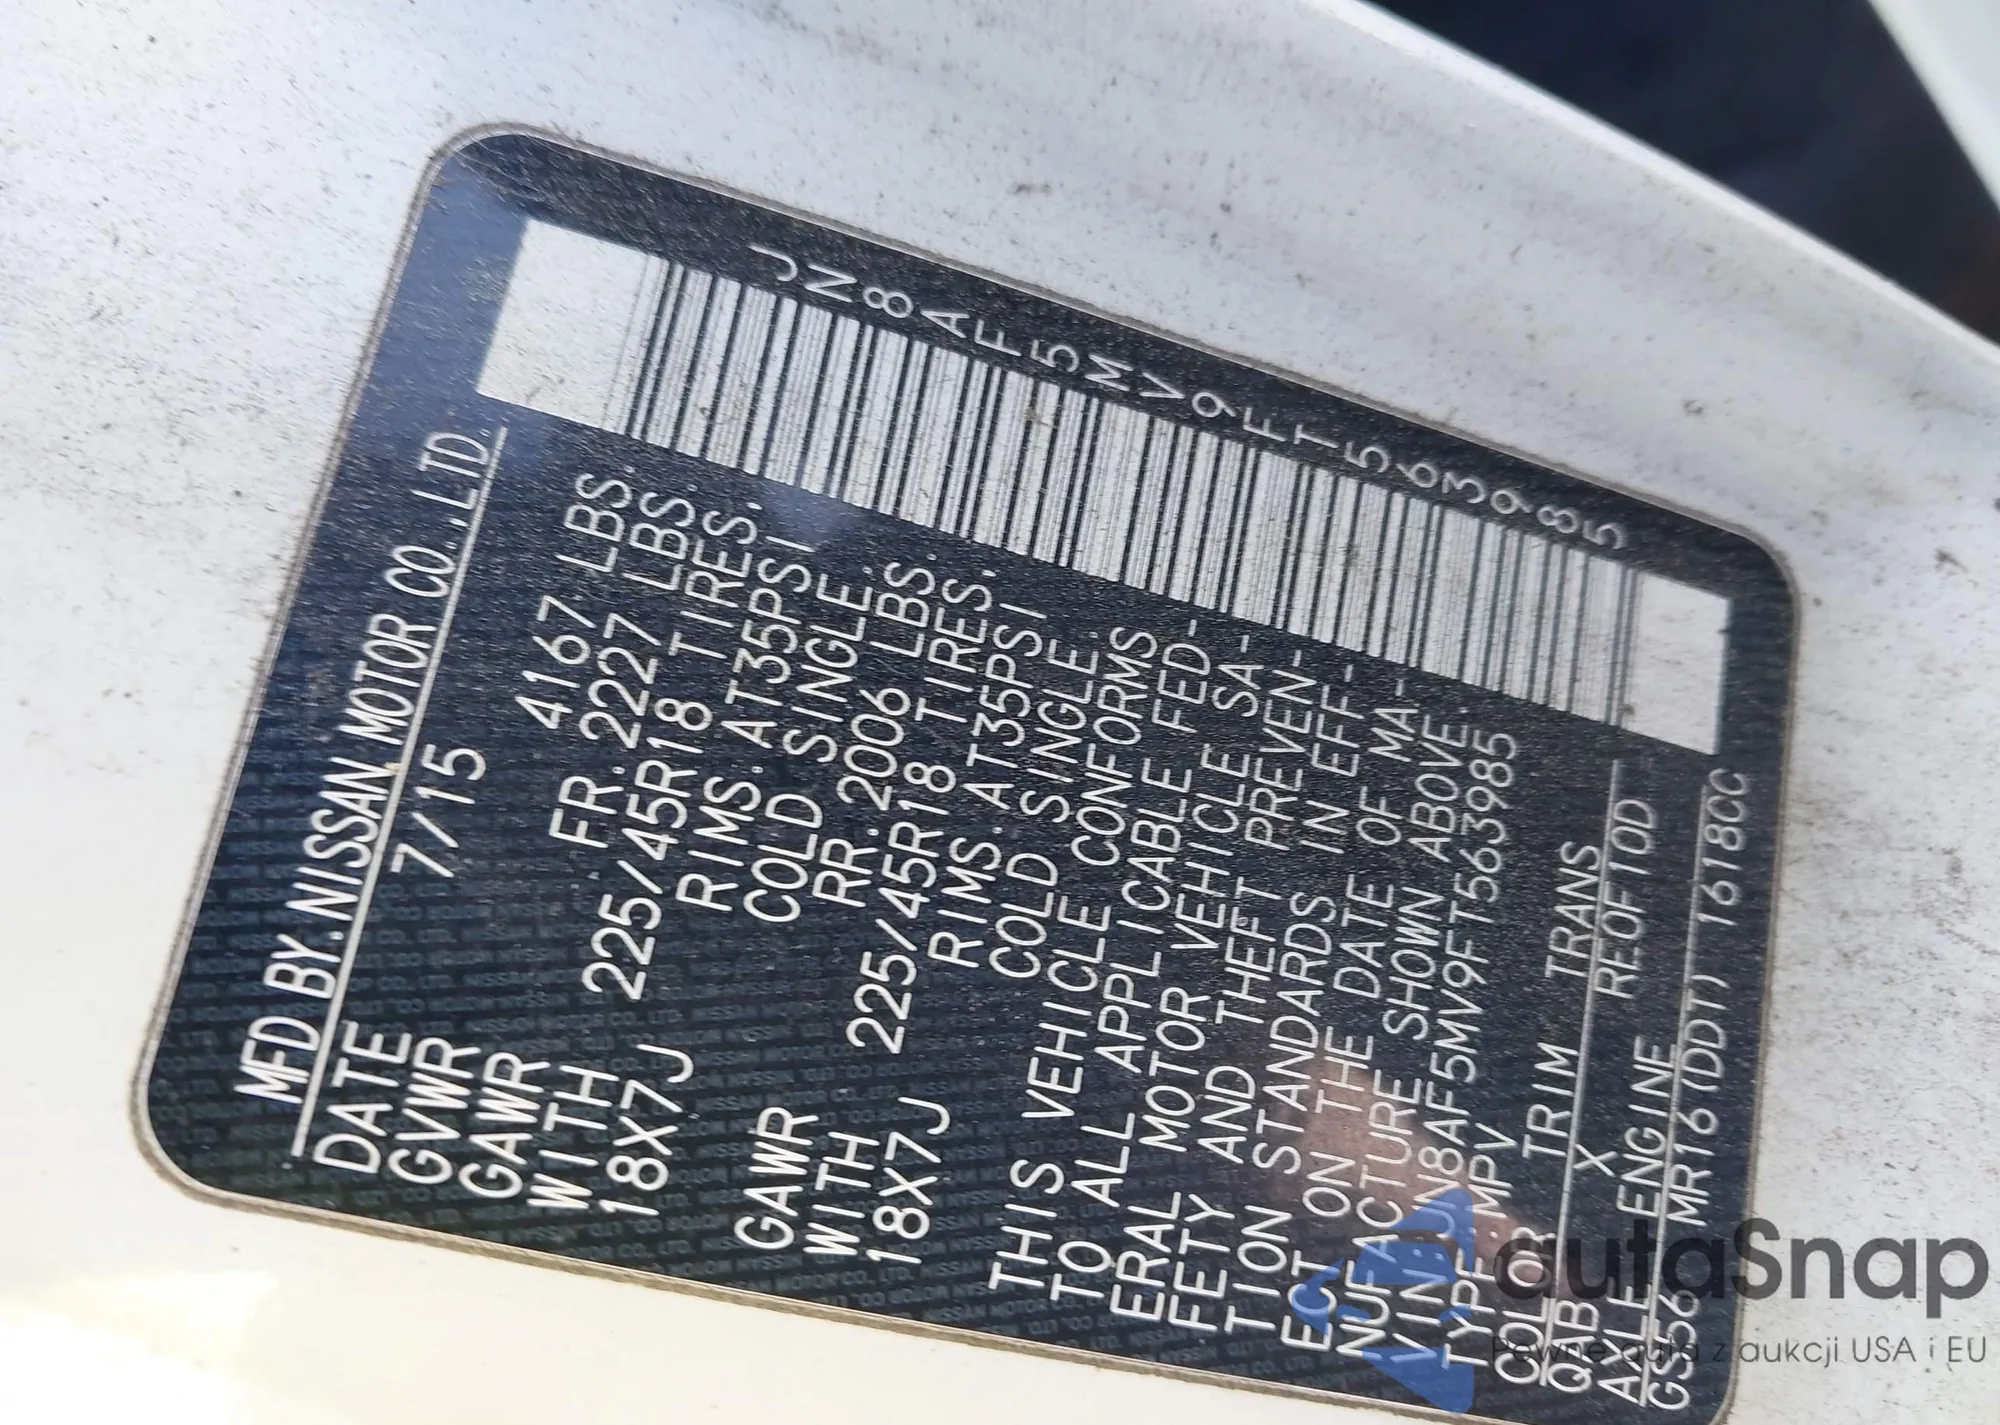 JN8AF5MV9FT563985
MFD BY. NISSAN MOTOR CO.,LTD.
DATE 7/15
GVWR 4167 LBS.
GAWR FR. 2227 LBS.
WITH 225/45R18 TIRES.
18X7J RIMS. AT35PSI
COLD SINGLE.
GAWR RR. 2006 LBS.
WITH 225/45R18 TIRES.
18X7J RIMS. AT35PSI
COLD SINGLE.
THIS VEHICLE CONFORMS
TO ALL APPLICABLE FED-
ERAL MOTOR VEHICLE SA-
FETY AND THEFT PREVEN-
TION STANDARDS IN EFF-
ECT ON THE DATE OF MA-
NUFACTURE SHOWN ABOVE.
VIN:JN8AF5MV9FT563985
TYPE:MPV
COLOR TRIM TRANS
QAB X RE0F10D
AXLE ENGINE
GS56 MR16(DDT) 1618CC
autaSnap
Pewne auta z aukcji USA i EU